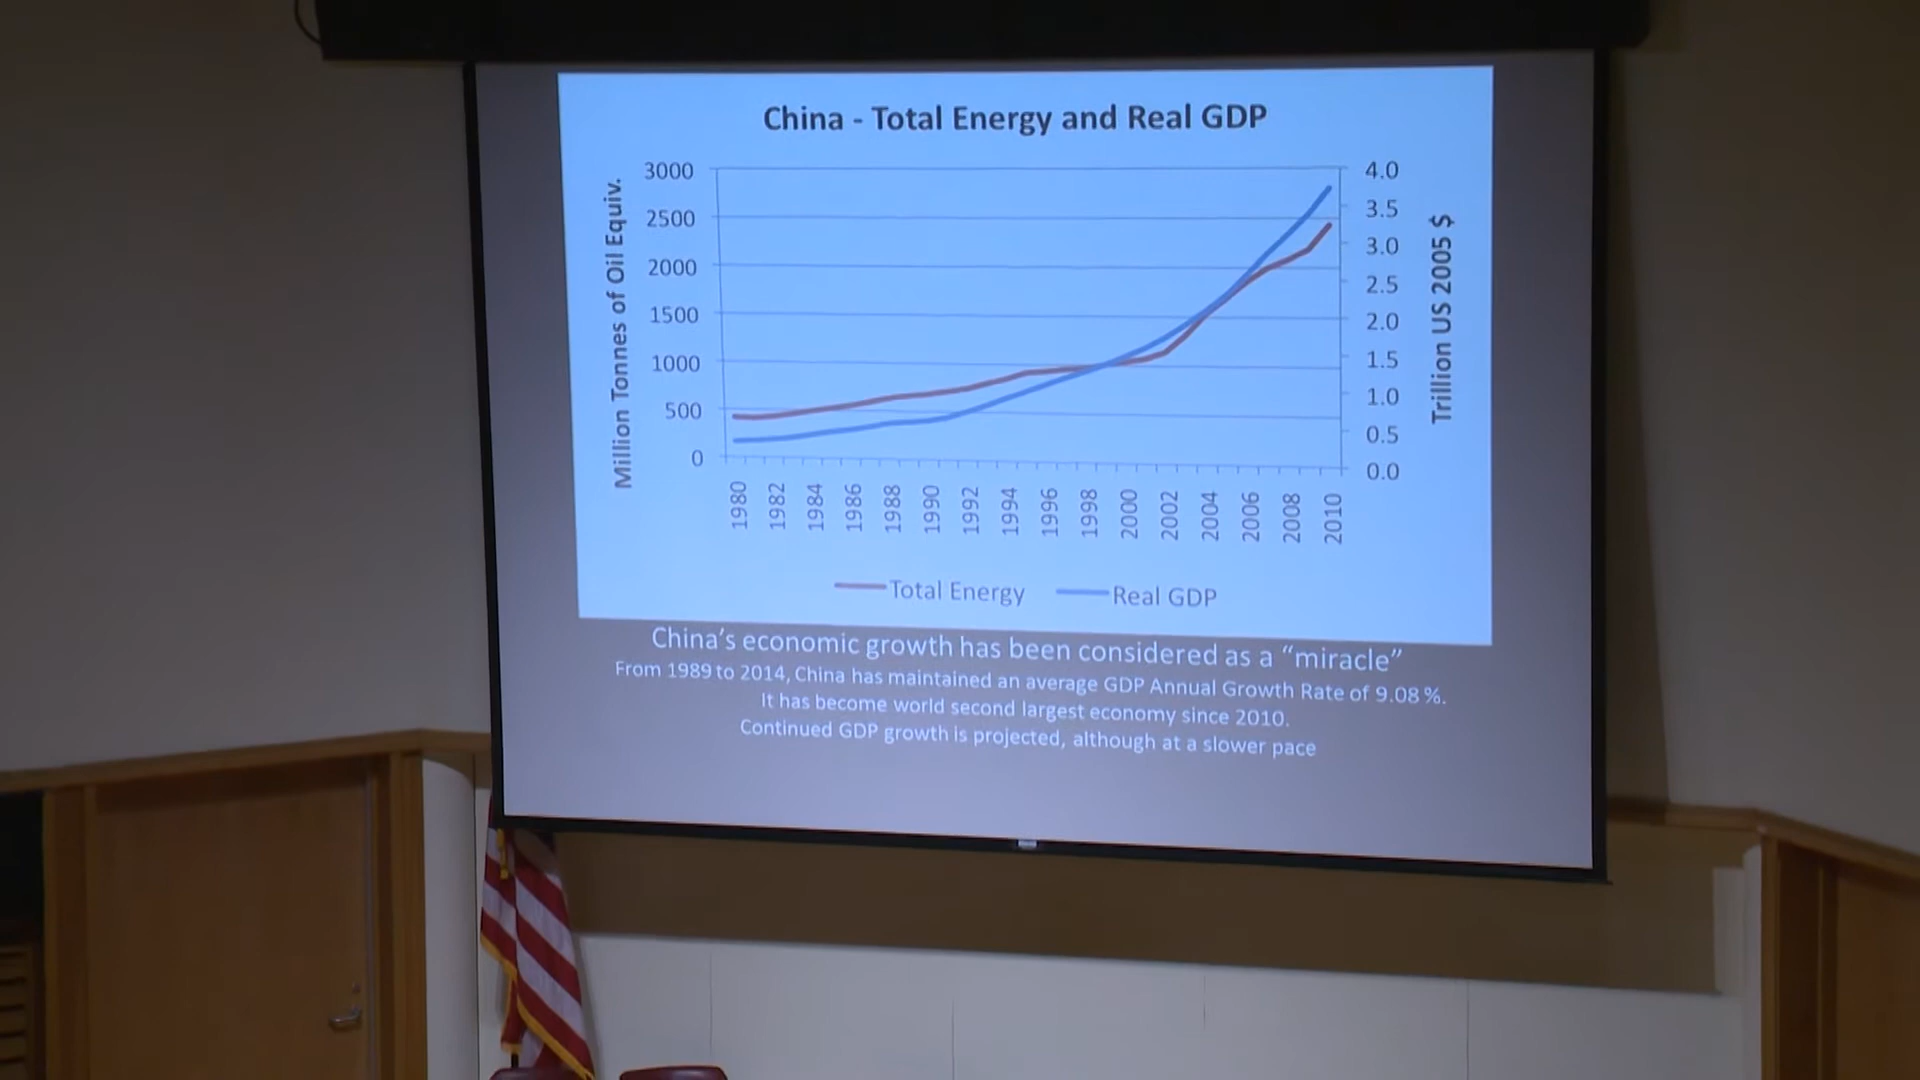 China - Total Energy and Real GDP
Million Tonnes of Oil Equiv.
3000
2500
2000
1500
1000
500
0
4.0
3.5
3.0
2.5
2.0
1.5
1.0
0.5
0.0
Trillion US 2005 $
1980 1982 1984 1986 1988 1990 1992 1994 1996 1998 2000 2002 2004 2006 2008 2010
Total Energy Real GDP
China's economic growth has been considered as a “miracle”
From 1989 to 2014, China has maintained an average GDP Annual Growth Rate of 9.08 %.
It has become world second largest economy since 2010.
Continued GDP growth is projected, although at a slower pace